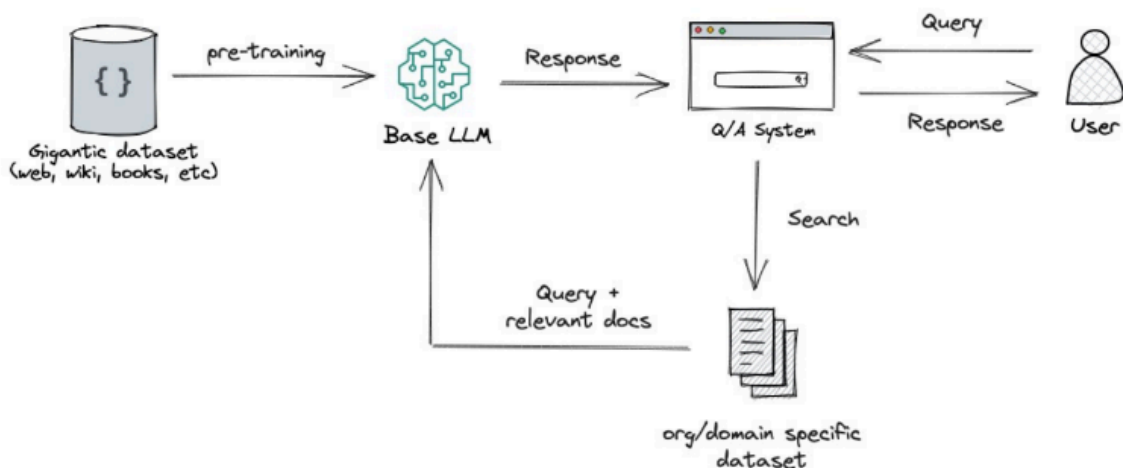 { }
pre-training
Response
Query
Response
Gigantic dataset
(web, wiki, books, etc)
Base LLM
Q/A System
User
Search
Query +
relevant docs
org/domain specific
dataset